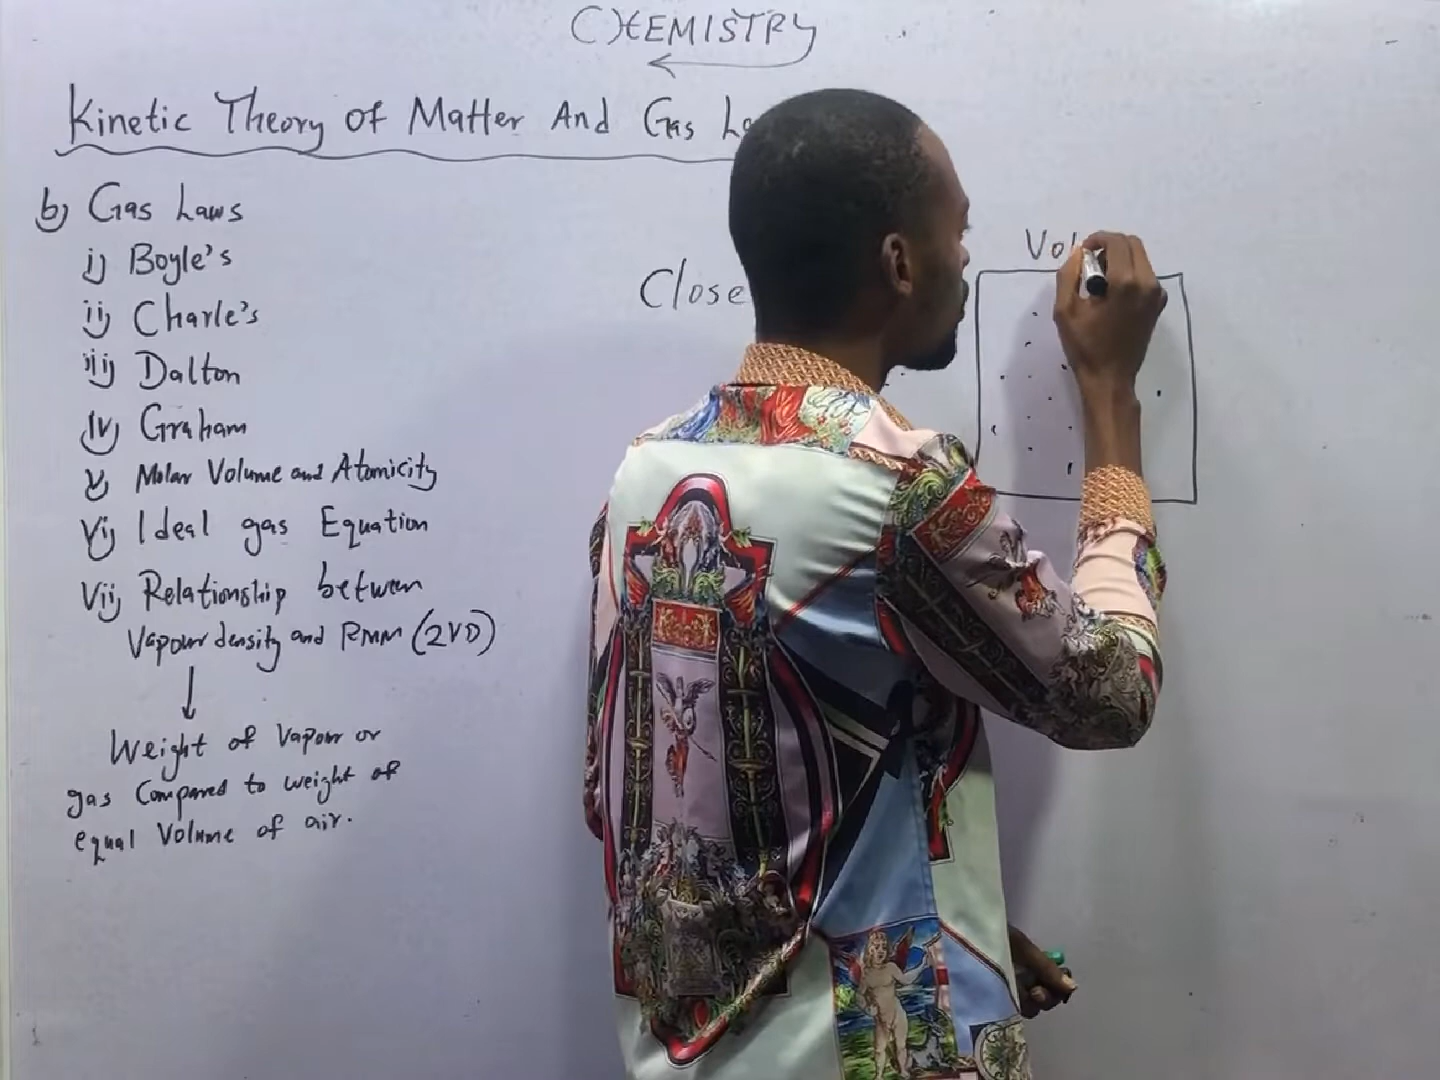 CHEMISTRY
Kinetic Theory of Matter And Gas
b) Gas Laws
i) Boyle's
ii) Charle's
iii) Dalton
iv) Graham
v) Molar Volume and Atomicity
vi) Ideal gas Equation
vii) Relationship between
Vapour density and RMM (2VD)
↓
Weight of Vapour or
gas Compared to weight of
equal Volume of air.
Close
Vol